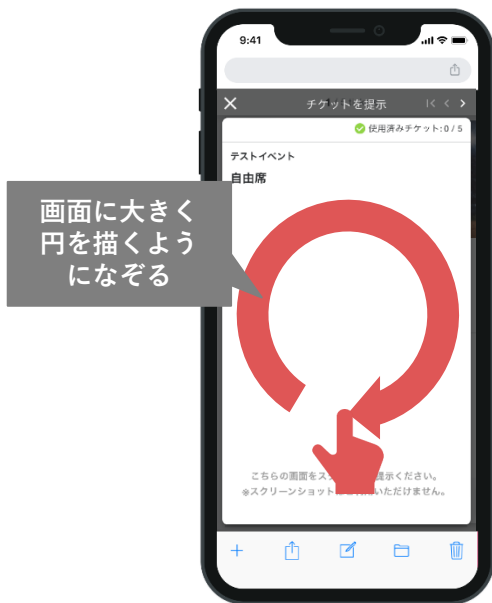 9:41
チケットを提示
使用済みチケット:0 / 5
テストイベント
自由席
画面に大きく
円を描くよう
になぞる
こちらの画面をス
提示ください。
※スクリーンショット
いただけません。